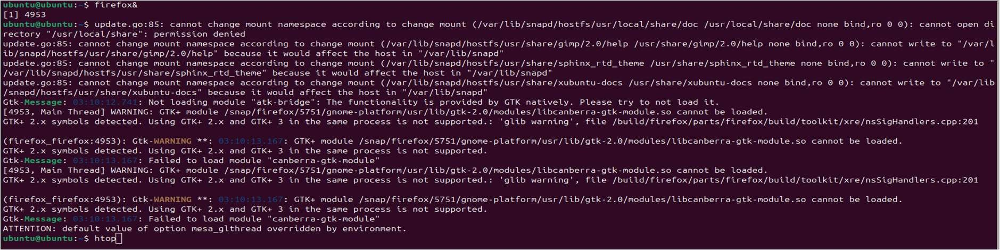 ubuntu@ubuntu:~$ firefox&
[1] 4953
ubuntu@ubuntu:~$ update.go:85: cannot change mount namespace according to change mount (/var/lib/snapd/hostfs/usr/local/share/doc /usr/local/share/doc none bind,ro 0 0): cannot open di
rectory "/usr/local/share": permission denied
update.go:85: cannot change mount namespace according to change mount (/var/lib/snapd/hostfs/usr/share/gimp/2.0/help /usr/share/gimp/2.0/help none bind,ro 0 0): cannot write to "/var/l
ib/snapd/hostfs/usr/share/gimp/2.0/help" because it would affect the host in "/var/lib/snapd"
update.go:85: cannot change mount namespace according to change mount (/var/lib/snapd/hostfs/usr/share/sphinx_rtd_theme /usr/share/sphinx_rtd_theme none bind,ro 0 0): cannot write to "
/var/lib/snapd/hostfs/usr/share/sphinx_rtd_theme" because it would affect the host in "/var/lib/snapd"
update.go:85: cannot change mount namespace according to change mount (/var/lib/snapd/hostfs/usr/share/xubuntu-docs /usr/share/xubuntu-docs none bind,ro 0 0): cannot write to "/var/lib
/snapd/hostfs/usr/share/xubuntu-docs" because it would affect the host in "/var/lib/snapd"
Gtk-Message: 03:10:12.741: Not loading module "atk-bridge": The functionality is provided by GTK natively. Please try to not load it.
[4953, Main Thread] WARNING: GTK+ module /snap/firefox/5751/gnome-platform/usr/lib/gtk-2.0/modules/libcanberra-gtk-module.so cannot be loaded.
GTK+ 2.x symbols detected. Using GTK+ 2.x and GTK+ 3 in the same process is not supported.: 'glib warning', file /build/firefox/parts/firefox/build/toolkit/xre/nsSigHandlers.cpp:201
(firefox_firefox:4953): Gtk-WARNING **: 03:10:13.167: GTK+ module /snap/firefox/5751/gnome-platform/usr/lib/gtk-2.0/modules/libcanberra-gtk-module.so cannot be loaded.
GTK+ 2.x symbols detected. Using GTK+ 2.x and GTK+ 3 in the same process is not supported.
Gtk-Message: 03:10:13.167: Failed to load module "canberra-gtk-module"
[4953, Main Thread] WARNING: GTK+ module /snap/firefox/5751/gnome-platform/usr/lib/gtk-2.0/modules/libcanberra-gtk-module.so cannot be loaded.
GTK+ 2.x symbols detected. Using GTK+ 2.x and GTK+ 3 in the same process is not supported.: 'glib warning', file /build/firefox/parts/firefox/build/toolkit/xre/nsSigHandlers.cpp:201
(firefox_firefox:4953): Gtk-WARNING **: 03:10:13.167: GTK+ module /snap/firefox/5751/gnome-platform/usr/lib/gtk-2.0/modules/libcanberra-gtk-module.so cannot be loaded.
GTK+ 2.x symbols detected. Using GTK+ 2.x and GTK+ 3 in the same process is not supported.
Gtk-Message: 03:10:13.167: Failed to load module "canberra-gtk-module"
ATTENTION: default value of option mesa_glthread overridden by environment.
ubuntu@ubuntu:~$ htop